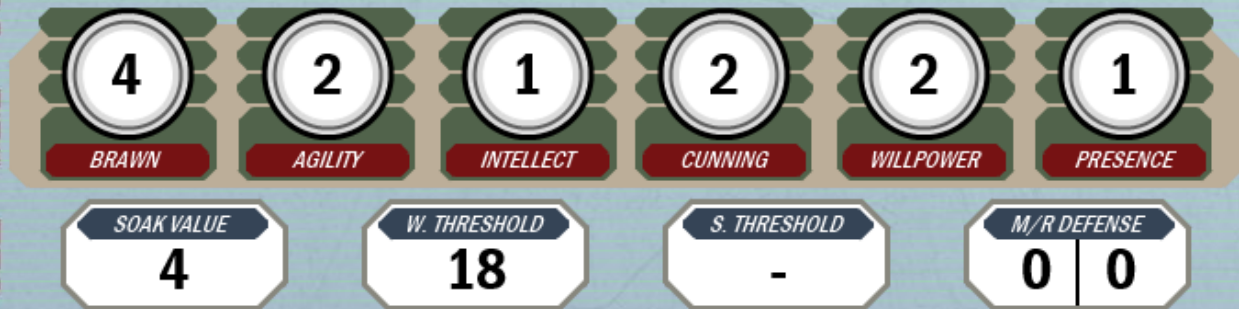 4 2 1 2 2 1
BRAWN AGILITY INTELLECT CUNNING WILLPOWER PRESENCE
SOAK VALUE W. THRESHOLD S. THRESHOLD M/R DEFENSE
4 18 - 0 0